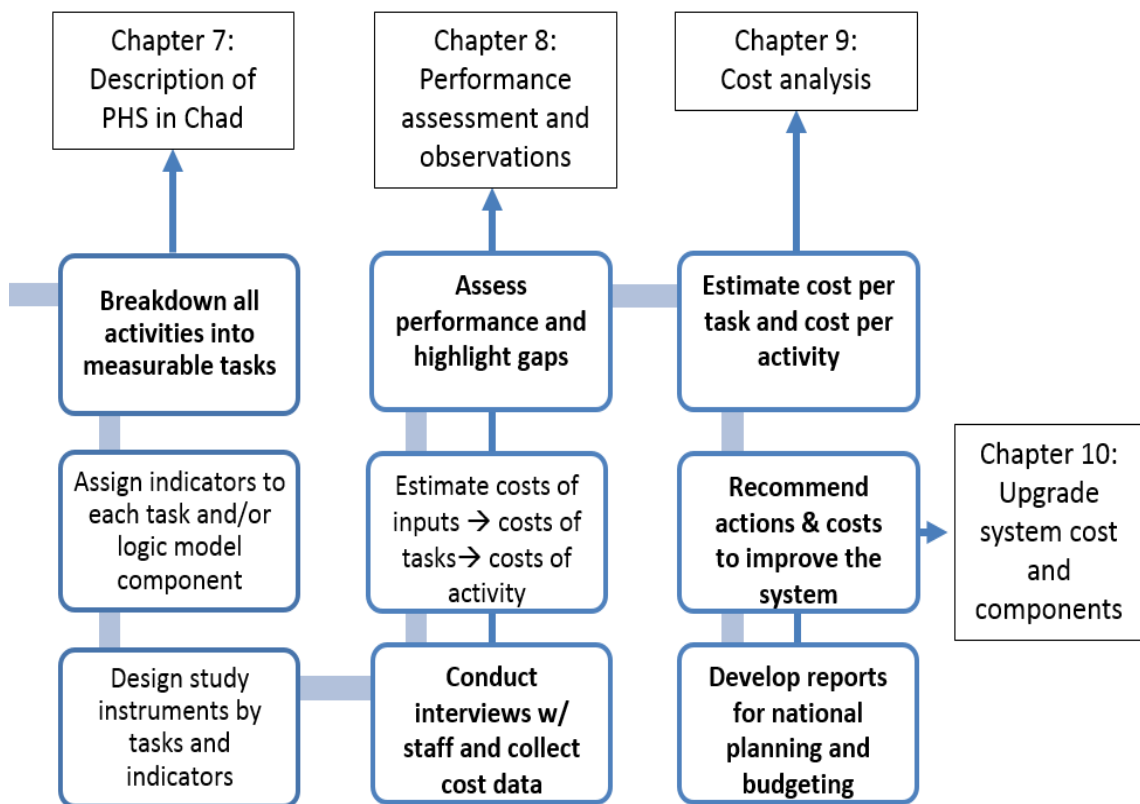 Chapter 7:
Description of
PHS in Chad
Chapter 8:
Performance
assessment and
observations
Chapter 9:
Cost analysis
Breakdown all
activities into
measurable tasks
Assess
performance and
highlight gaps
Estimate cost per
task and cost per
activity
Assign indicators to
each task and/or
logic model
component
Estimate costs of
inputs → costs of
tasks→ costs of
activity
Recommend
actions & costs
to improve the
system
Chapter 10:
Upgrade
system cost
and
components
Design study
instruments by
tasks and
indicators
Conduct
interviews w/
staff and collect
cost data
Develop reports
for national
planning and
budgeting